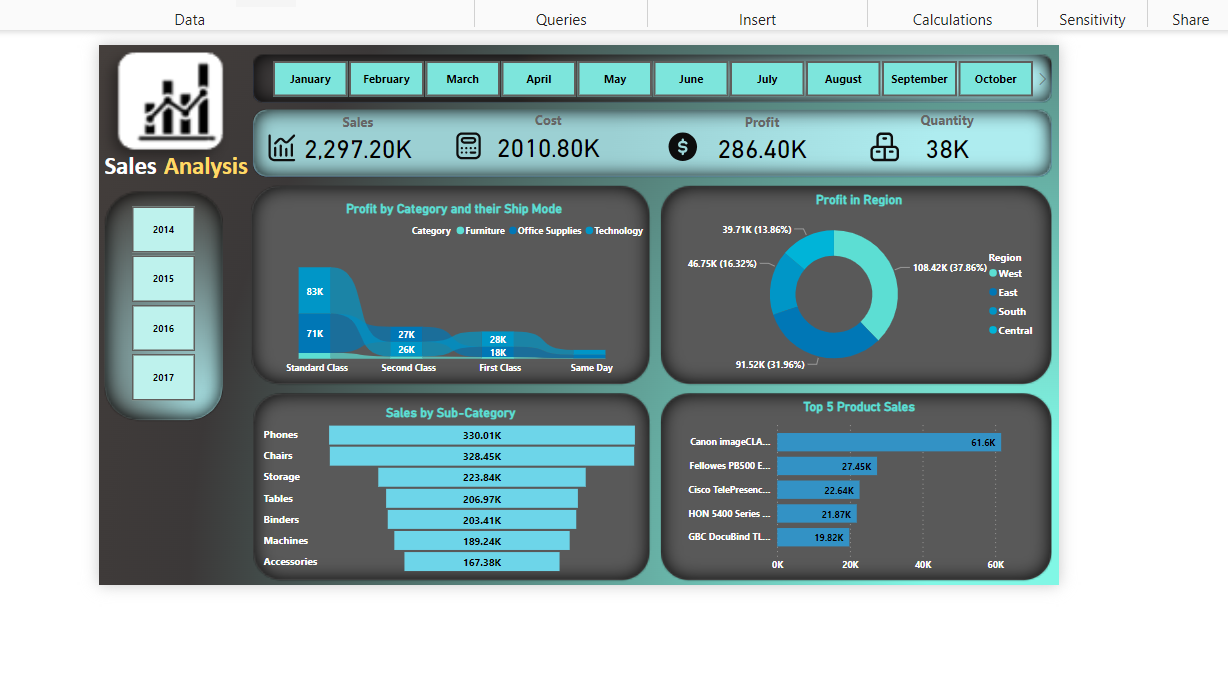 Data Queries Insert Calculations Sensitivity Share
January February March April May June July August September October
Sales Cost Profit Quantity
2,297.20K 2010.80K 286.40K 38K
Sales Analysis
2014
2015
2016
2017
Profit by Category and their Ship Mode
Category Furniture Office Supplies Technology
83K
71K
27K
26K
28K
18K
Standard Class Second Class First Class Same Day
Profit in Region
39.71K (13.86%)
46.75K (16.32%)
108.42K (37.86%)
91.52K (31.96%)
Region
West
East
South
Central
Sales by Sub-Category
Phones 330.01K
Chairs 328.45K
Storage 223.84K
Tables 206.97K
Binders 203.41K
Machines 189.24K
Accessories 167.38K
Top 5 Product Sales
Canon imageCLA... 61.6K
Fellowes PB500 E... 27.45K
Cisco TelePresenc... 22.64K
HON 5400 Series ... 21.87K
GBC DocuBind TL... 19.82K
0K 20K 40K 60K